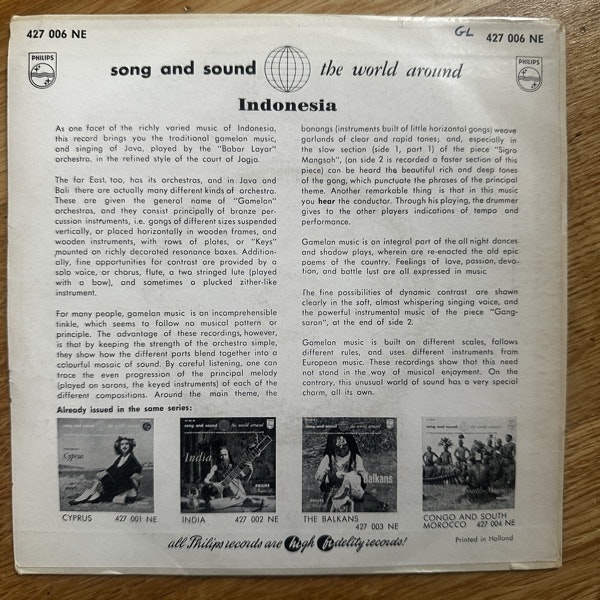 427 006 NE
GL 427 006 NE
PHILIPS
PHILIPS
song and sound the world around
Indonesia
As one facet of the richly varied music of Indonesia,
this record brings you the traditional gamelan music,
and singing of Java, played by the "Babar Layar"
orchestra, in the refined style of the court of Jogja.
The far East, too, has its orchestras, and in Java and
Bali there are actually many different kinds of orchestra.
These are given the general name of "Gamelan"
orchestras, and they consist principally of bronze per-
cussion instruments, i.e. gongs of different sizes suspended
vertically, or placed horizontally in wooden frames, and
wooden instruments, with rows of plates, or "Keys"
mounted on richly decorated resonance boxes. Addition-
ally, fine opportunities for contrast are provided by a
solo voice, or chorus, flute, a two stringed lute (played
with a bow), and sometimes a plucked zither-like
instrument.
For many people, gamelan music is an incomprehensible
tinkle, which seems to follow no musical pattern or
principle. The advantage of these recordings, however,
is that by keeping the strength of the orchestra simple,
they show how the different parts blend together into a
colourful mosaic of sound. By careful listening, one can
trace the even progression of the principal melody
(played on sarons, the keyed instruments) of each of the
different compositions. Around the main theme, the
bonangs (instruments built of little horizontal gongs) weave
garlands of clear and rapid tones; and, especially in
the slow section (side 1, part 1) of the piece "Sigro
Mangsah", (on side 2 is recorded a faster section of this
piece) can be heard the beautiful rich and deep tones
of the gong, which punctuate the phrases of the principal
theme. Another remarkable thing is that in this music
you hear the conductor. Through his playing, the drummer
gives to the other players indications of tempo and
performance.
Gamelan music is an integral part of the all night dances
and shadow plays, wherein are re-enacted the old epic
poems of the country. Feelings of love, passion, devo-
tion, and battle lust are all expressed in music
The fine possibilities of dynamic contrast are shown
clearly in the soft, almost whispering singing voice, and
the powerful instrumental music of the piece "Gang-
saran", at the end of side 2.
Gamelan music is built on different scales, follows
different rules, and uses different instruments from
European music. These recordings show that this need
not stand in the way of musical enjoyment. On the
contrary, this unusual world of sound has a very special
charm, all its own.
Already issued in the same series:
song and sound the world around
Cyprus
song and sound the world around
India
song and sound the world around
Balkans
song and sound the world around
CYPRUS 427 001 NE
INDIA 427 002 NE
THE BALKANS
427 003 NE
CONGO AND SOUTH
MOROCCO 427 004 NE
all Philips records are high fidelity records!
Printed in Holland